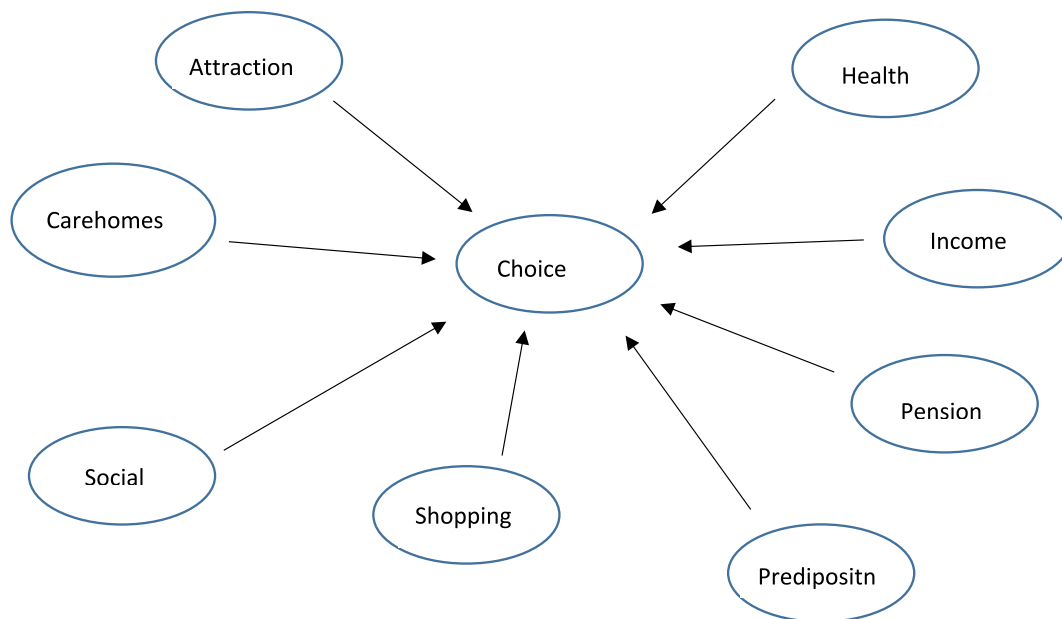 Attraction
Health
Carehomes
Income
Choice
Pension
Social
Shopping
Predipositn